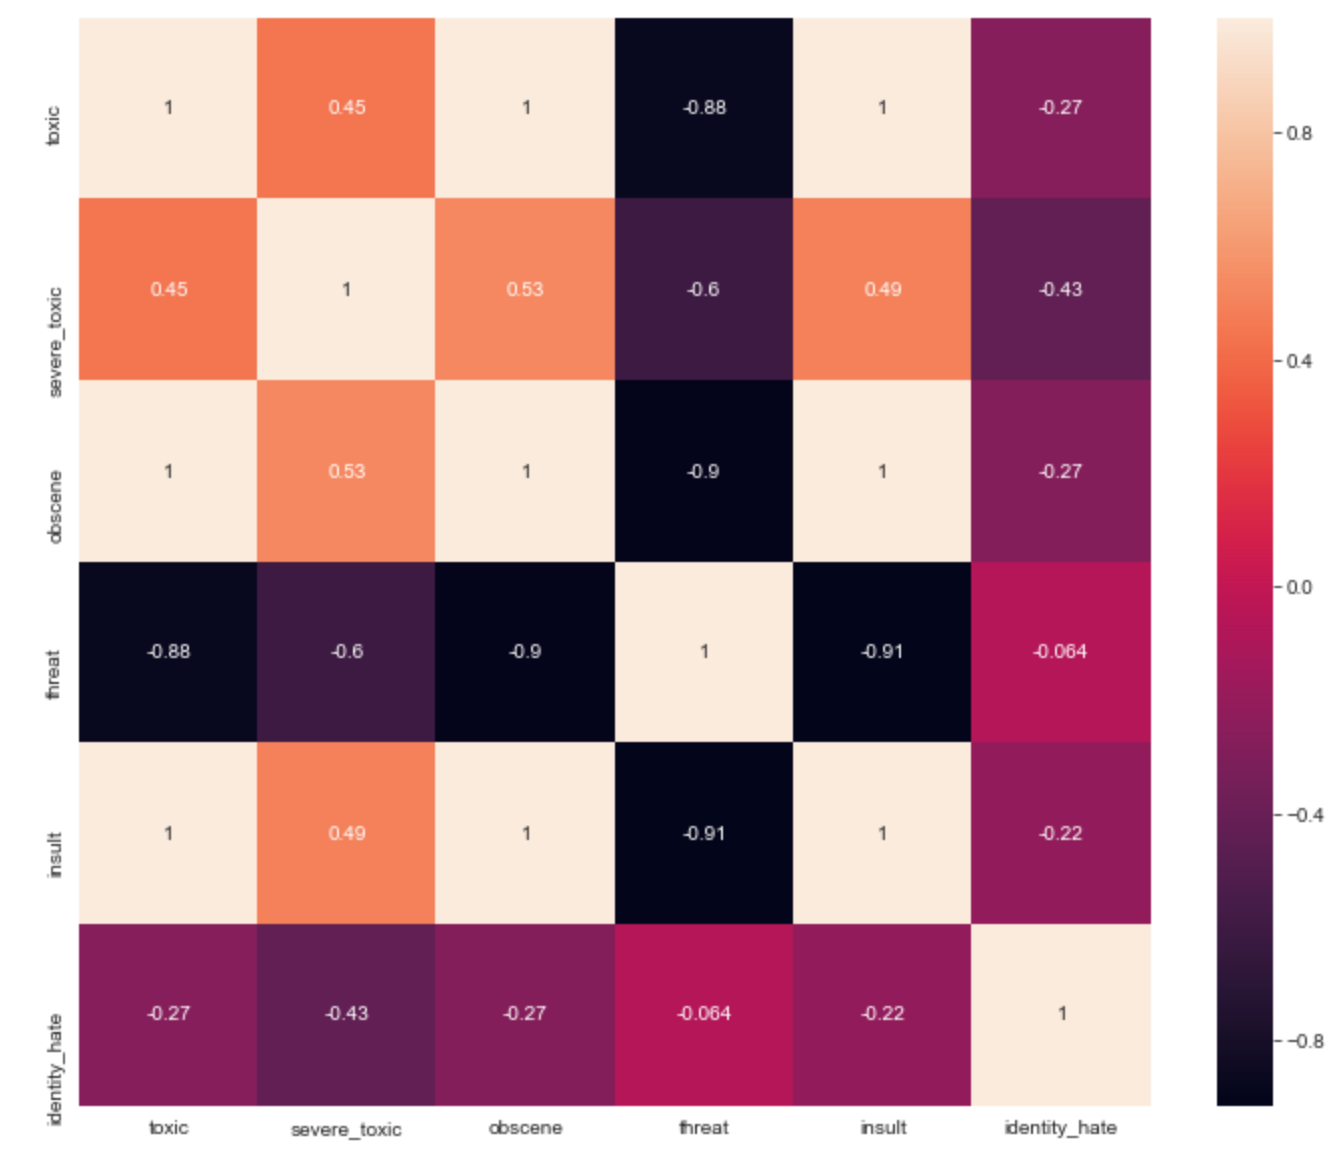 toxic 1 0.45 1 -0.88 1 -0.27
severe_toxic 0.45 1 0.53 -0.6 0.49 -0.43
obscene 1 0.53 1 -0.9 1 -0.27
threat -0.88 -0.6 -0.9 1 -0.91 -0.064
insult 1 0.49 1 -0.91 1 -0.22
identity_hate -0.27 -0.43 -0.27 -0.064 -0.22 1
toxic severe_toxic obscene threat insult identity_hate
0.8
0.4
0.0
−0.4
−0.8